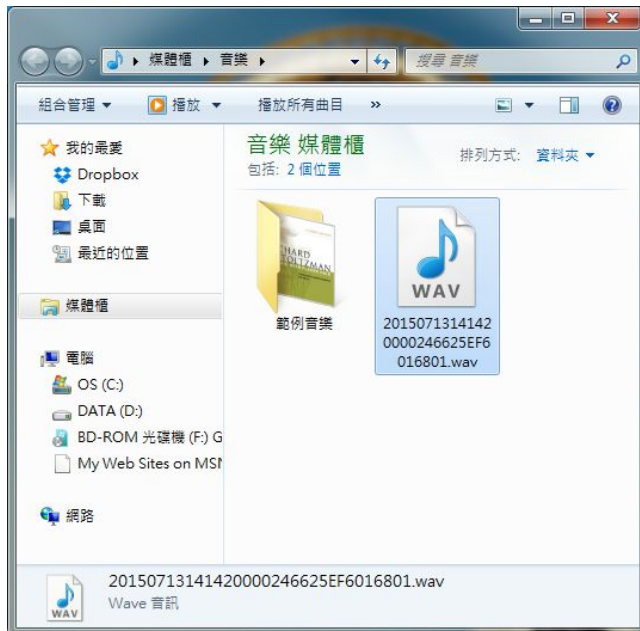 媒體櫃 ▸ 音樂 ▸
搜尋 音樂
組合管理 ▼ 播放 ▼ 播放所有曲目 »
我的最愛
Dropbox
下載
桌面
最近的位置
媒體櫃
電腦
OS (C:)
DATA (D:)
BD-ROM 光碟機 (F:) G
My Web Sites on MSN
網路
音樂 媒體櫃
包括: 2 個位置
排列方式: 資料夾 ▼
範例音樂
WAV
2015071314142
0000246625EF6
016801.wav
WAV
20150713141420000246625EF6016801.wav
Wave 音訊